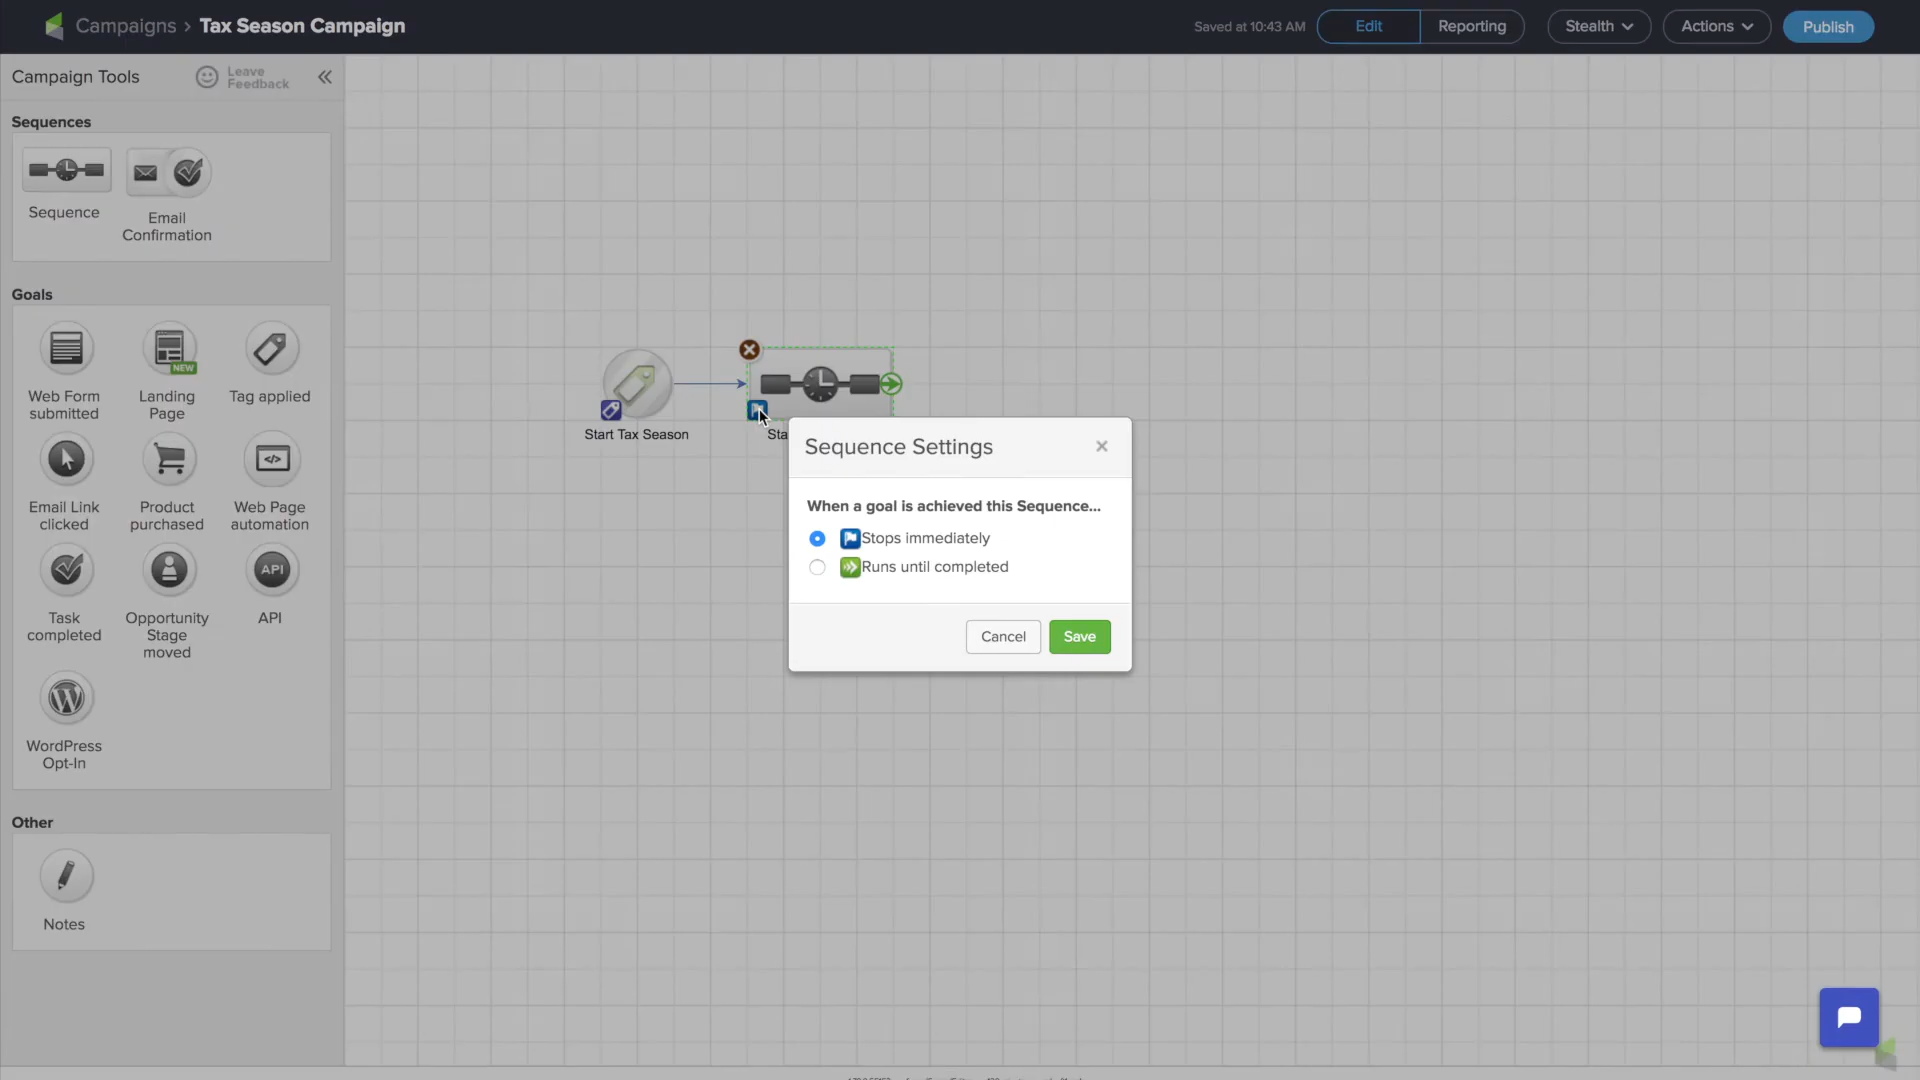 Campaigns › Tax Season Campaign
Saved at 10:43 AM
Edit
Reporting
Stealth
Actions
Publish
Campaign Tools
Leave
Feedback
Sequences
Sequence
Email
Confirmation
Goals
Web Form
submitted
NEW
Landing
Page
Tag applied
Email Link
clicked
Product
purchased
Web Page
automation
Task
completed
Opportunity
Stage
moved
API
API
WordPress
Opt-In
Other
Notes
Start Tax Season
Sta
Sequence Settings
When a goal is achieved this Sequence...
Stops immediately
Runs until completed
Cancel
Save